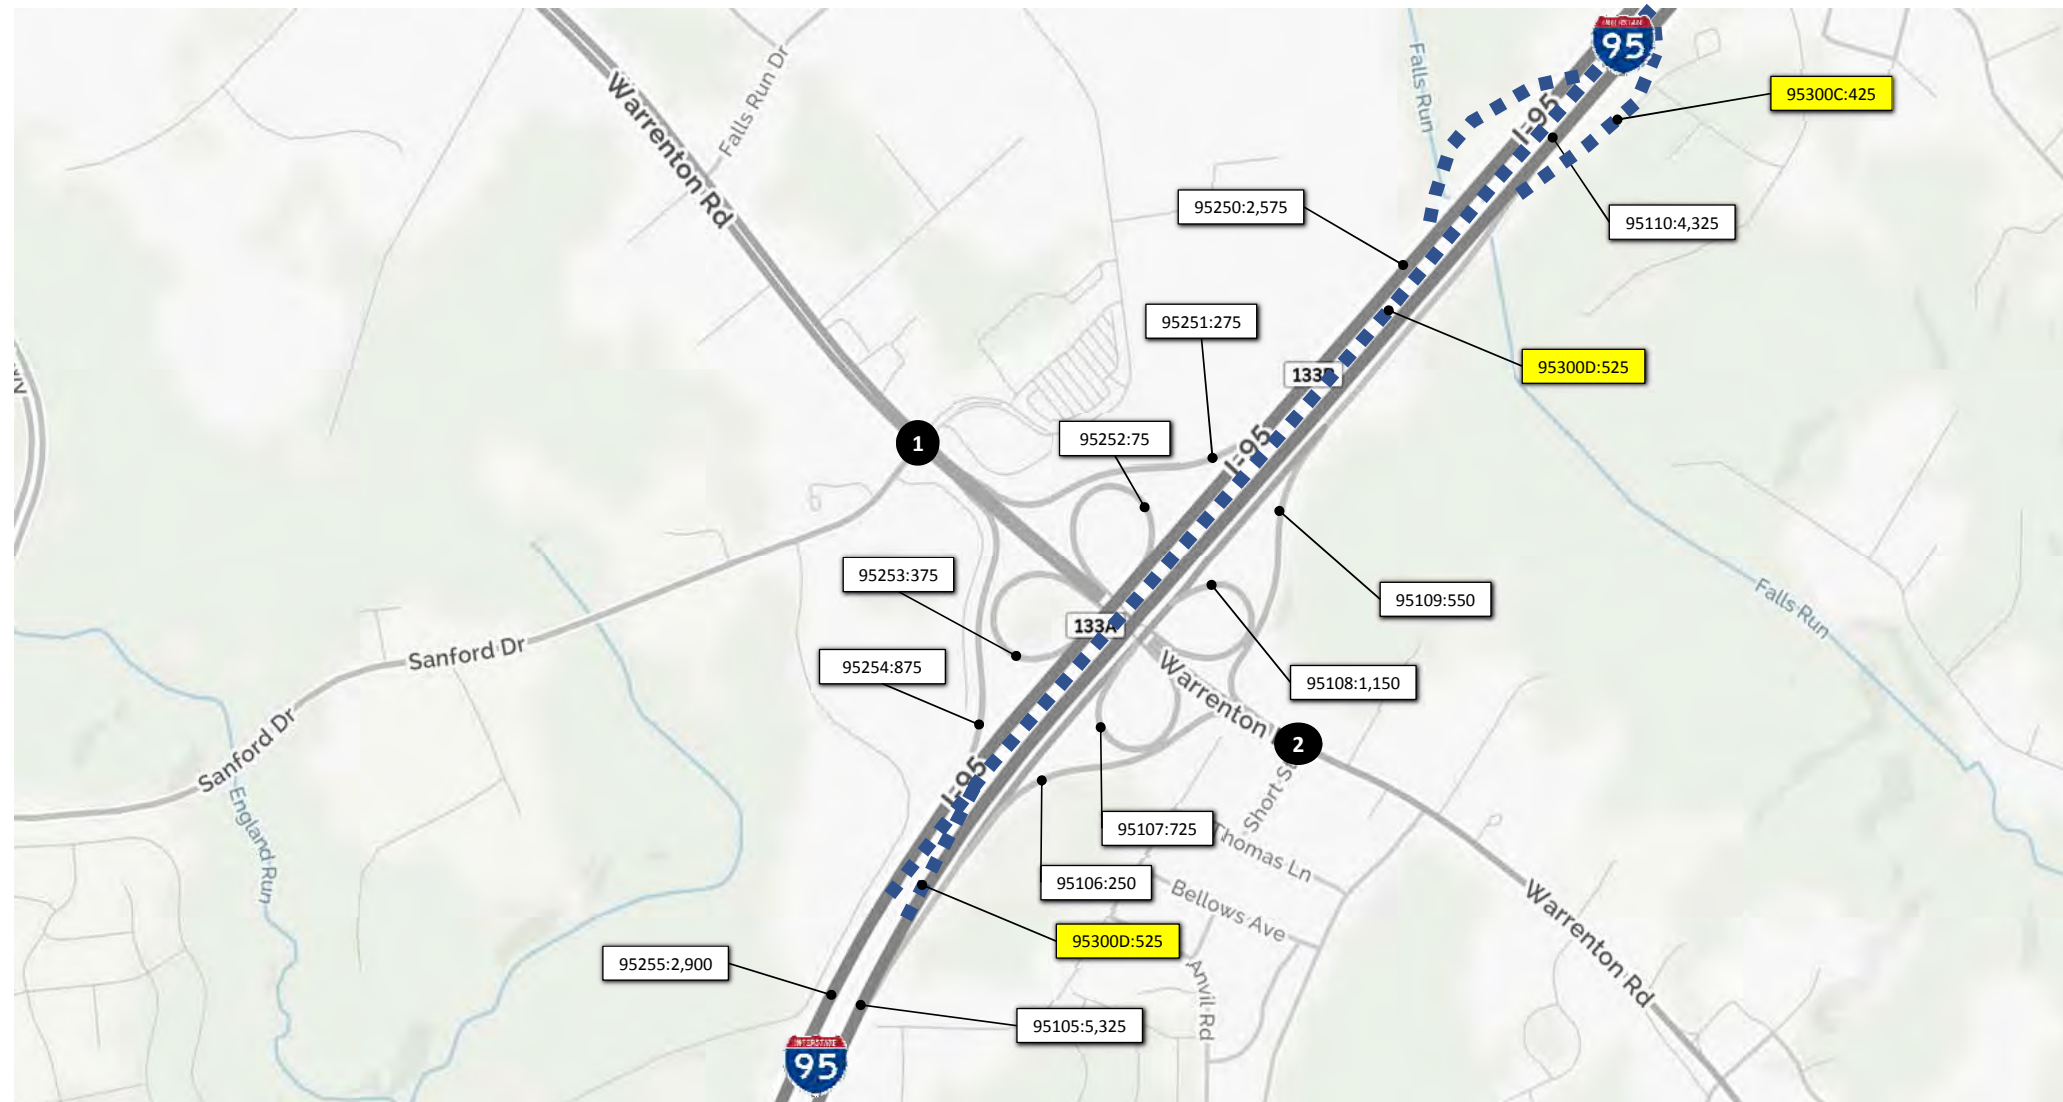 INTERSTATE
95
95300C:425
Falls Run Dr
Warrenton Rd
Falls Run
I-95
95250:2,575
95110:4,325
95251:275
133B
95300D:525
I-95
95252:75
1
95253:375
95109:550
Falls Run
133A
Sanford Dr
95254:875
95108:1,150
Warrenton
2
Sanford Dr
I-95
Short St
England Run
95107:725
Thomas Ln
95106:250
Bellows Ave
Warrenton Rd
95300D:525
95255:2,900
Anvil Rd
95105:5,325
INTERSTATE
95